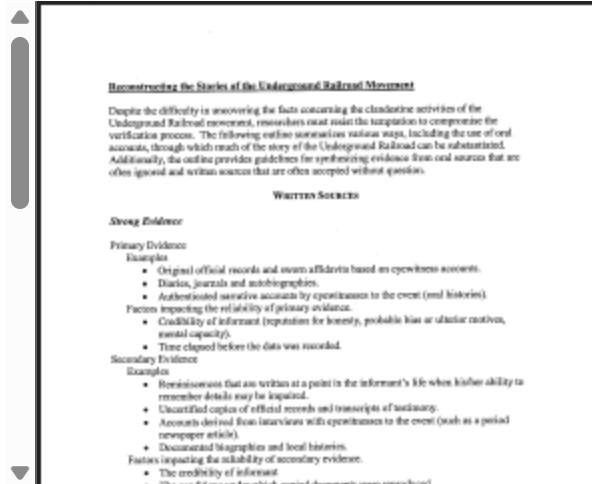 Reconstructing the Stories of the Underground Railroad Movement
Despite the difficulty in uncovering the facts concerning the clandestine activities of the
Underground Railroad movement, researchers must resist the temptation to compromise the
verification process. The following outline summarizes various ways, including the use of oral
accounts, through which much of the story of the Underground Railroad can be substantiated.
Additionally, the outline provides guidelines for synthesizing evidence from oral sources that are
often ignored and written sources that are often accepted without question.
WRITTEN SOURCES
Strong Evidence
Primary Evidence
Examples
• Original official records and sworn affidavits based on eyewitness accounts.
• Diaries, journals and autobiographies.
• Authenticated narrative accounts by eyewitnesses to the event (oral histories).
Factors impacting the reliability of primary evidence.
• Credibility of informant (reputation for honesty, probable bias or ulterior motives,
mental capacity).
• Time elapsed before the data was recorded.
Secondary Evidence
Examples
• Reminiscences that are written at a point in the informant's life when his/her ability to
remember details may be impaired.
• Uncertified copies of official records and transcripts of testimony.
• Accounts derived from interviews with eyewitnesses to the event (such as a period
newspaper article).
• Documented biographies and local histories.
Factors impacting the reliability of secondary evidence.
• The credibility of informant